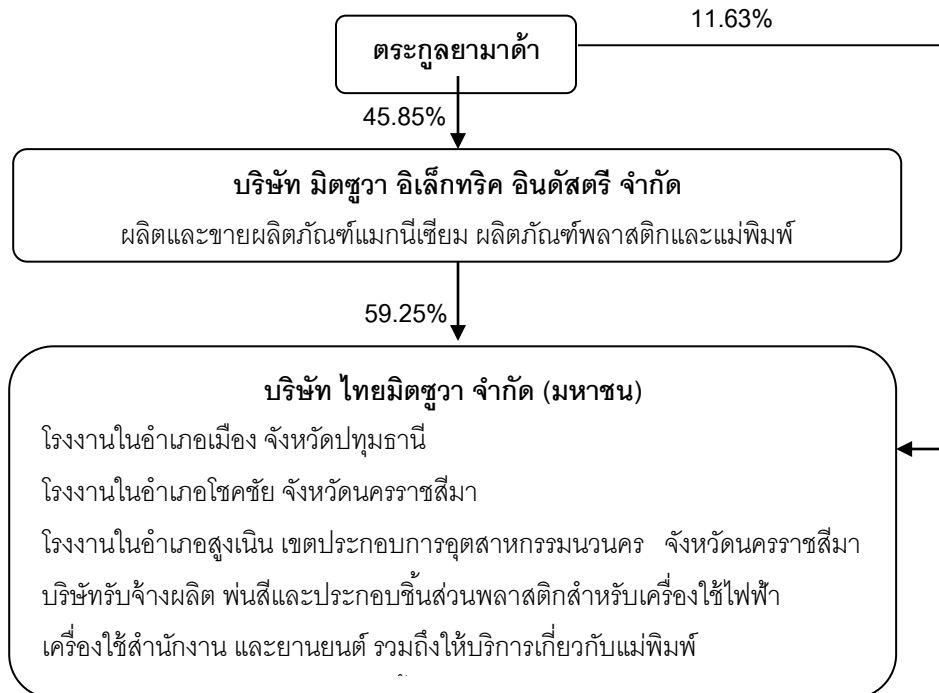 11.63%
ตระกูลยามาด้า
45.85%
บริษัท มิตซูวา อิเล็กทริค อินดัสตรี จำกัด
ผลิตและขายผลิตภัณฑ์แมกนีเซียม ผลิตภัณฑ์พลาสติกและแม่พิมพ์
59.25%
บริษัท ไทยมิตซูวา จำกัด (มหาชน)
โรงงานในอำเภอเมือง จังหวัดปทุมธานี
โรงงานในอำเภอโชคชัย จังหวัดนครราชสีมา
โรงงานในอำเภอสูงเนิน เขตประกอบการอุตสาหกรรมนวนคร จังหวัดนครราชสีมา
บริษัทรับจ้างผลิต พ่นสีและประกอบชิ้นส่วนพลาสติกสำหรับเครื่องใช้ไฟฟ้า
เครื่องใช้สำนักงาน และยานยนต์ รวมถึงให้บริการเกี่ยวกับแม่พิมพ์